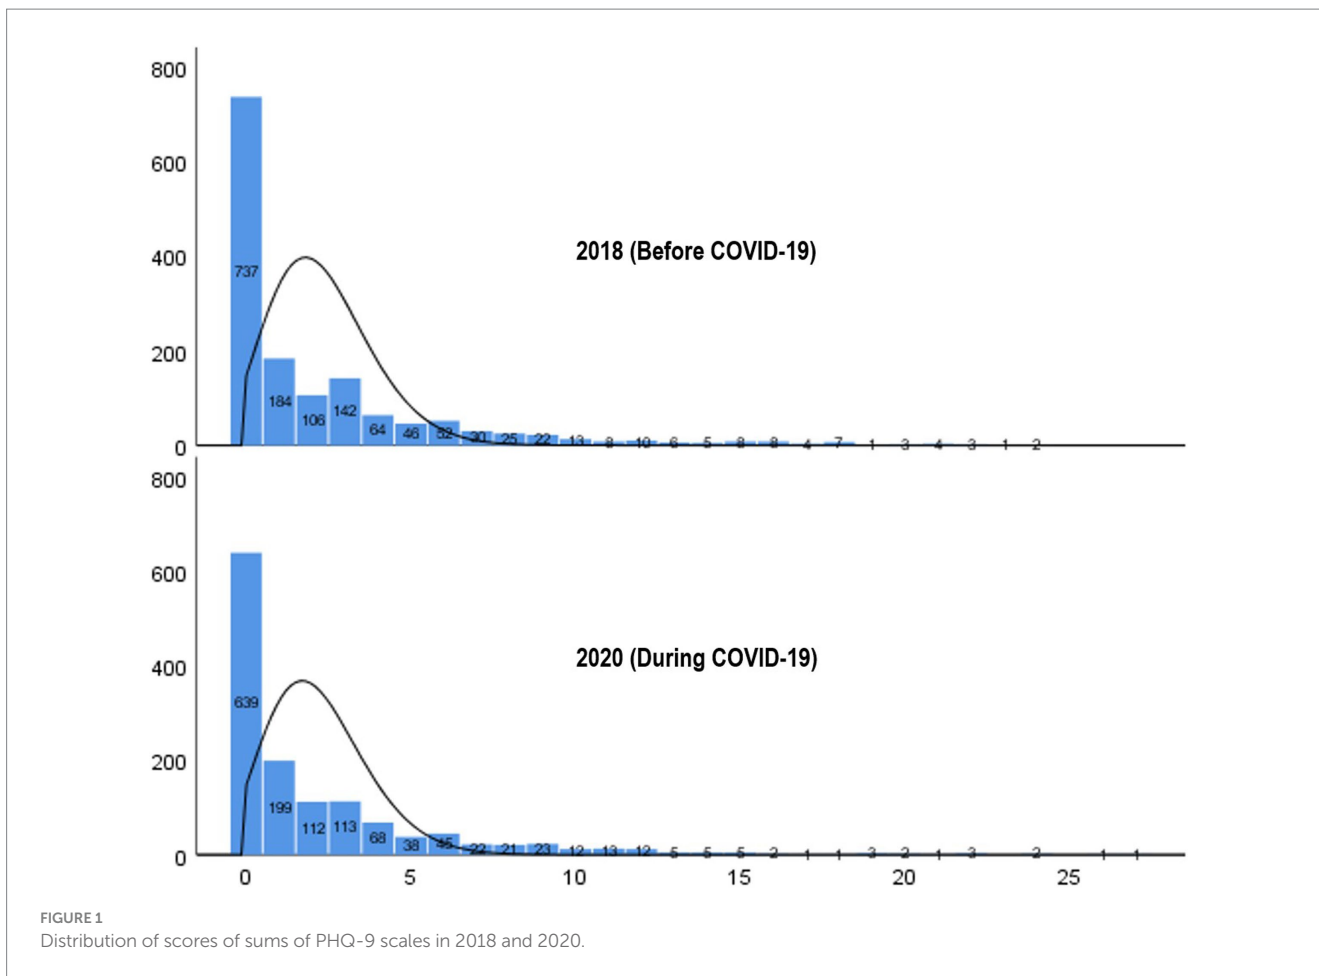 800
600
400
200
0
2018 (Before COVID-19)
737 184 106 142 64 46 52 30 25 22 13 8 10 6 5 8 8 4 7 1 3 4 3 1 2
800
600
400
200
0
2020 (During COVID-19)
639 199 112 113 68 38 45 22 21 23 12 13 12 5 5 5 2 1 1 3 2 1 3 2 1 1
0 5 10 15 20 25
FIGURE 1
Distribution of scores of sums of PHQ-9 scales in 2018 and 2020.